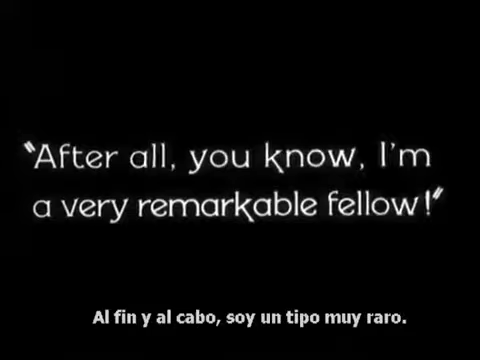 "After all, you know, I'm
a very remarkable fellow!"
Al fin y al cabo, soy un tipo muy raro.